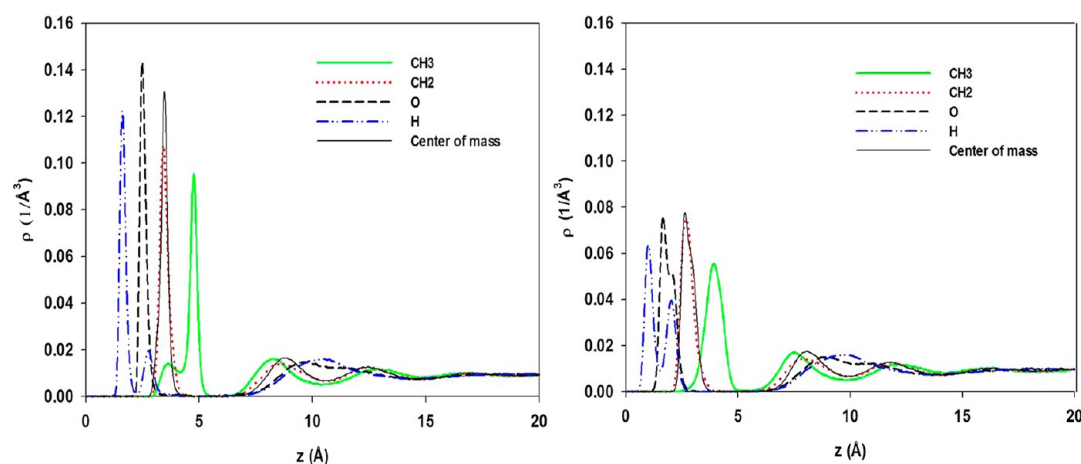 0.16
0.14
0.12
0.10
0.08
0.06
0.04
0.02
0.00
ρ (1/Å³)
0
5
10
15
20
z (Å)
CH3
CH2
O
H
Center of mass
0.16
0.14
0.12
0.10
0.08
0.06
0.04
0.02
0.00
ρ (1/Å³)
0
5
10
15
20
z (Å)
CH3
CH2
O
H
Center of mass